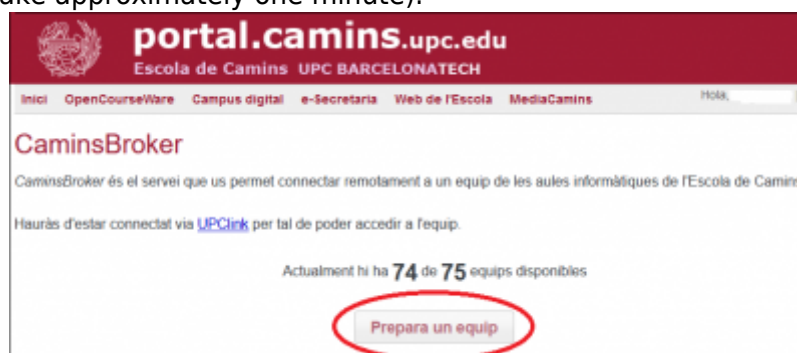 take approximately one minute).
portal.camins.upc.edu
Escola de Camins UPC BARCELONATECH
Inici OpenCourseWare Campus digital e-Secretaria Web de l'Escola MediaCamins Hola,
CaminsBroker
CaminsBroker és el servei que us permet connectar remotament a un equip de les aules informàtiques de l'Escola de Camins
Hauràs d'estar connectat via UPClink per tal de poder accedir a l'equip.
Actualment hi ha 74 de 75 equips disponibles
Prepara un equip